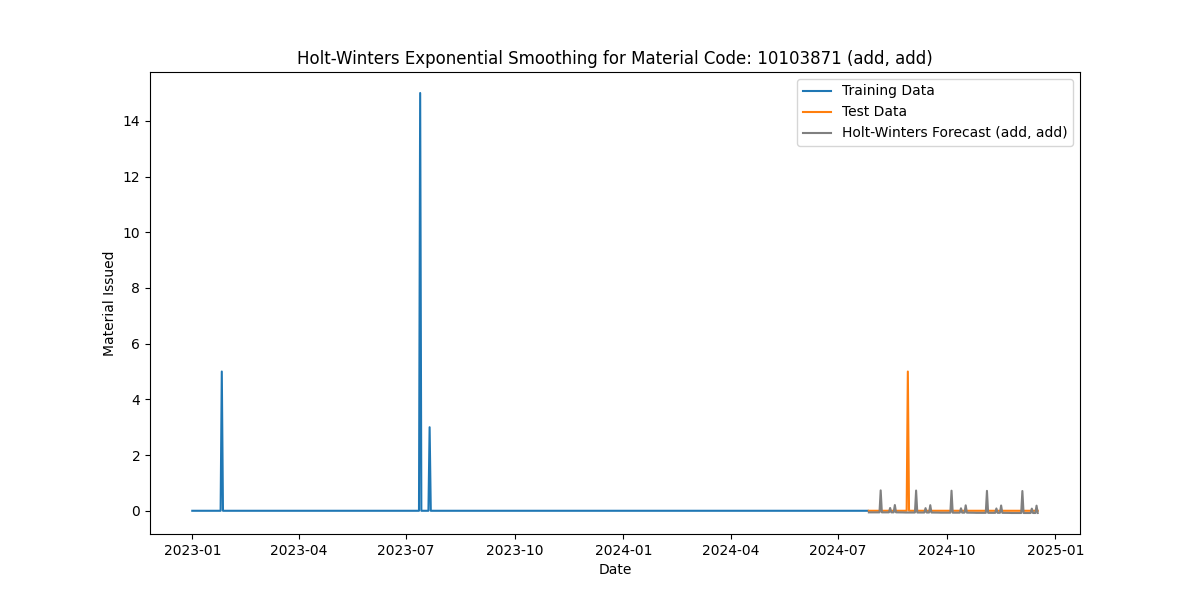 Holt-Winters Exponential Smoothing for Material Code: 10103871 (add, add)
Training Data
Test Data
Holt-Winters Forecast (add, add)
Material Issued
14
12
10
8
6
4
2
0
2023-01 2023-04 2023-07 2023-10 2024-01 2024-04 2024-07 2024-10 2025-01
Date